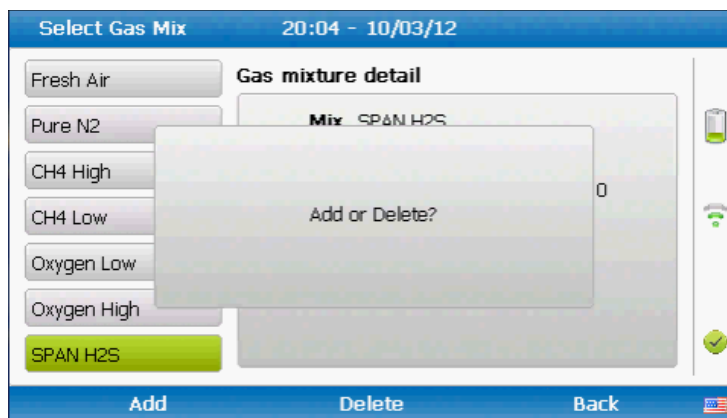 Select Gas Mix 20:04 - 10/03/12
Fresh Air
Pure N2
CH4 High
CH4 Low
Oxygen Low
Oxygen High
SPAN H2S
Gas mixture detail
Mix SPAN H2S
0
Add or Delete?
Add Delete Back